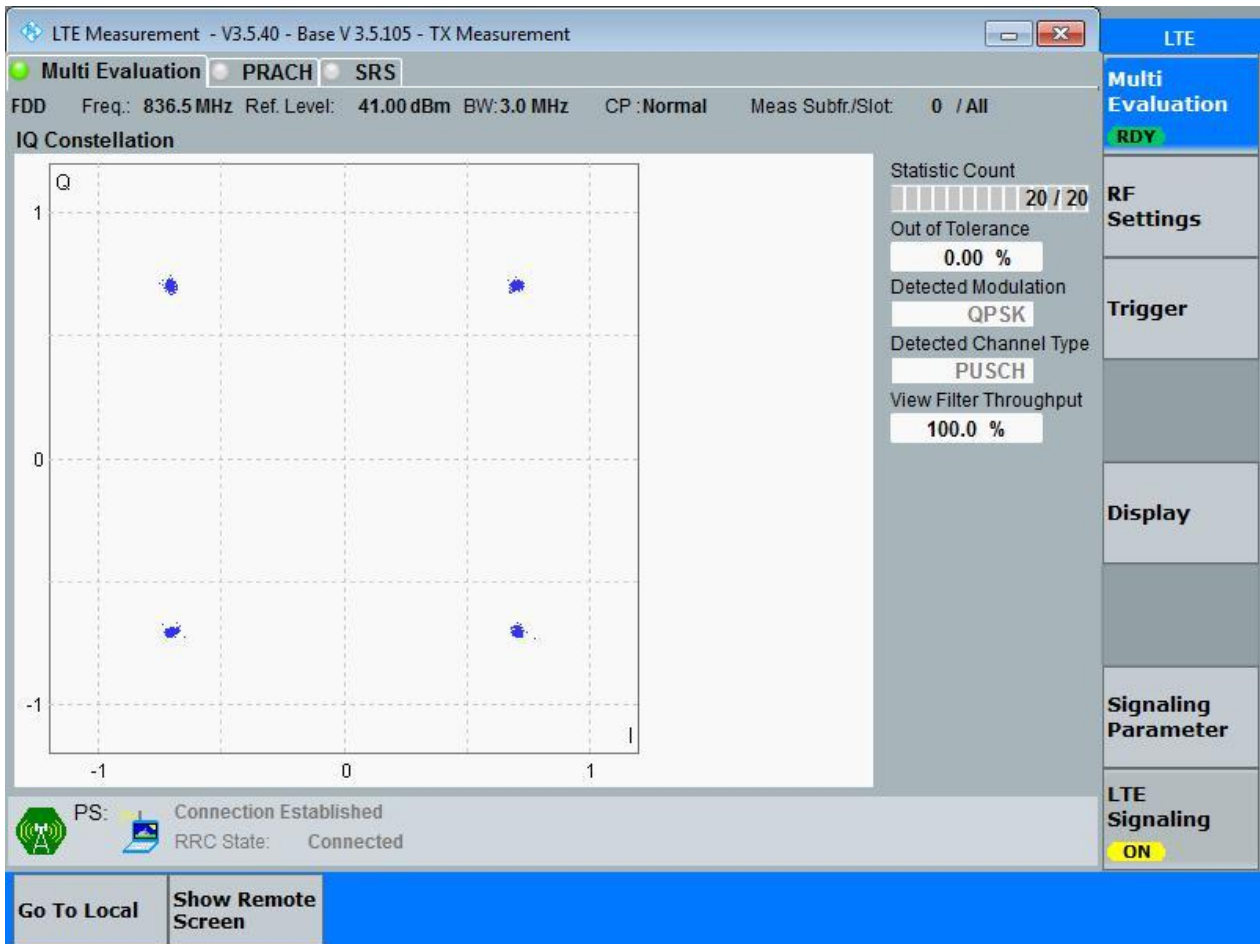 LTE Measurement - V3.5.40 - Base V 3.5.105 - TX Measurement
LTE
Multi Evaluation PRACH SRS
FDD Freq.: 836.5 MHz Ref. Level: 41.00 dBm BW: 3.0 MHz CP : Normal Meas Subfr./Slot: 0 / All
IQ Constellation
Q
1
0
-1
I
-1 0 1
Statistic Count
20 / 20
Out of Tolerance
0.00 %
Detected Modulation
QPSK
Detected Channel Type
PUSCH
View Filter Throughput
100.0 %
Multi
Evaluation
RDY
RF
Settings
Trigger
Display
Signaling
Parameter
LTE
Signaling
ON
PS: Connection Established
RRC State: Connected
Go To Local
Show Remote
Screen